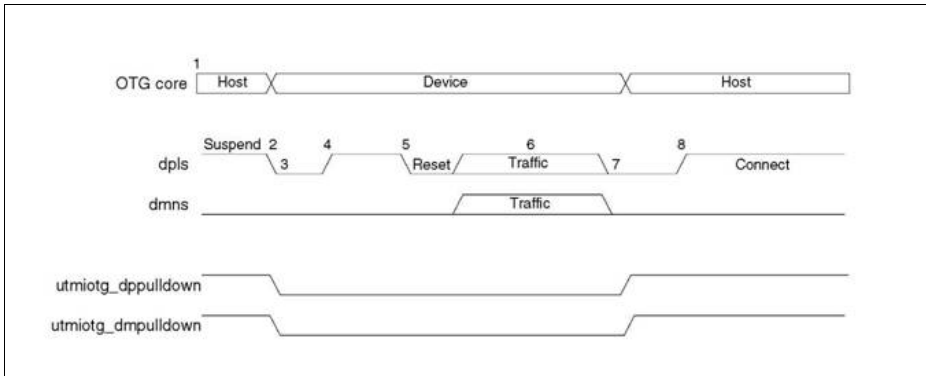 1
OTG core Host Device Host
Suspend 2 4 5 6 8
dpls 3 Reset Traffic 7 Connect
dmns Traffic
utmiotg_dppulldown
utmiotg_dmpulldown